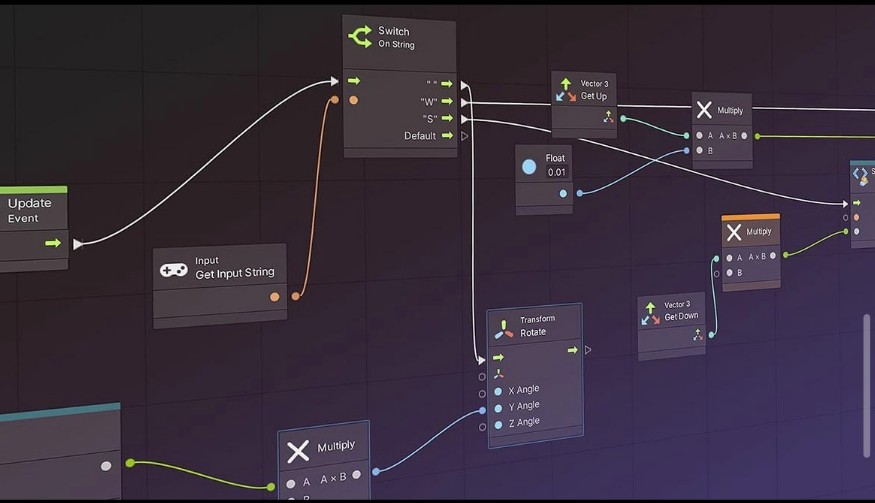 Switch
On String
" "
"W"
"S"
Default
Update
Event
Input
Get Input String
Vector 3
Get Up
Multiply
A A×B
B
Float
0.01
Multiply
A A×B
B
Vector 3
Get Down
Transform
Rotate
X Angle
Y Angle
Z Angle
Multiply
A A×B